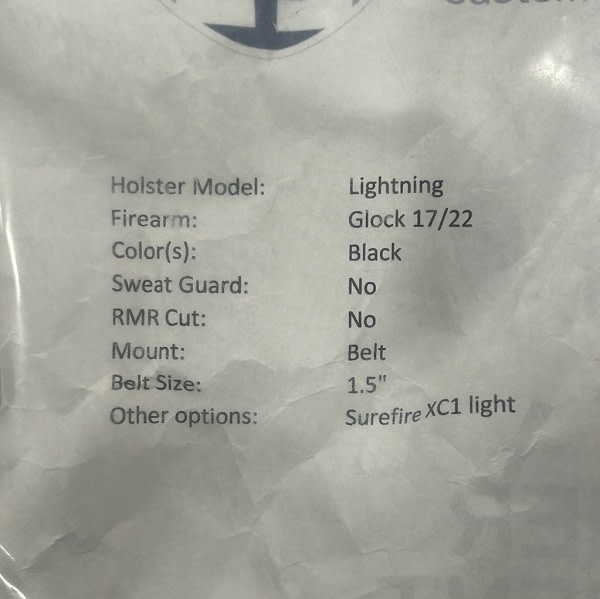 Holster Model: Lightning
Firearm: Glock 17/22
Color(s): Black
Sweat Guard: No
RMR Cut: No
Mount: Belt
Belt Size: 1.5"
Other options: Surefire XC1 light